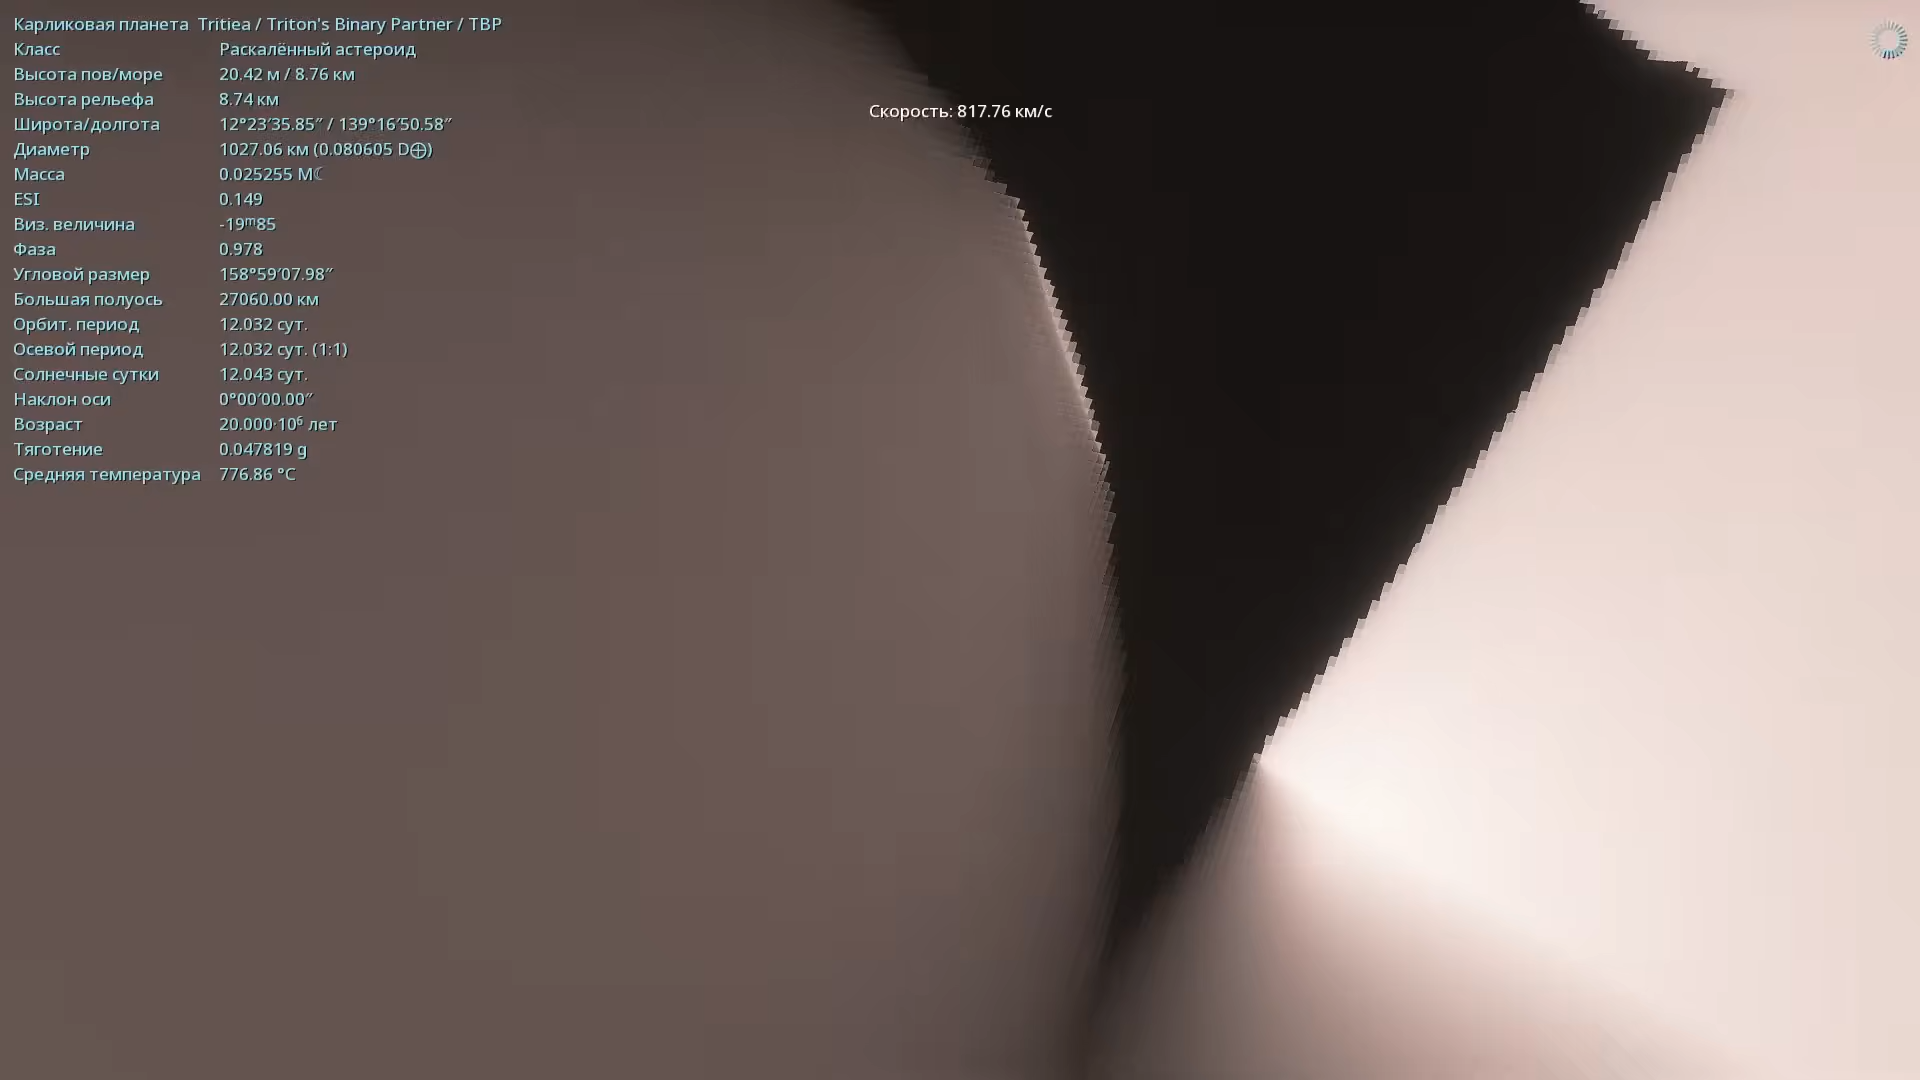 Карликовая планета Tritiea / Triton's Binary Partner / TBP
Класс Раскалённый астероид
Высота пов/море 20.42 м / 8.76 км
Высота рельефа 8.74 км
Широта/долгота 12°23′35.85″ / 139°16′50.58″
Диаметр 1027.06 км (0.080605 D⊕)
Масса 0.025255 M☾
ESI 0.149
Виз. величина -19ᵐ85
Фаза 0.978
Угловой размер 158°59′07.98″
Большая полуось 27060.00 км
Орбит. период 12.032 сут.
Осевой период 12.032 сут. (1:1)
Солнечные сутки 12.043 сут.
Наклон оси 0°00′00.00″
Возраст 20.000·10⁶ лет
Тяготение 0.047819 g
Средняя температура 776.86 °C
Скорость: 817.76 км/с